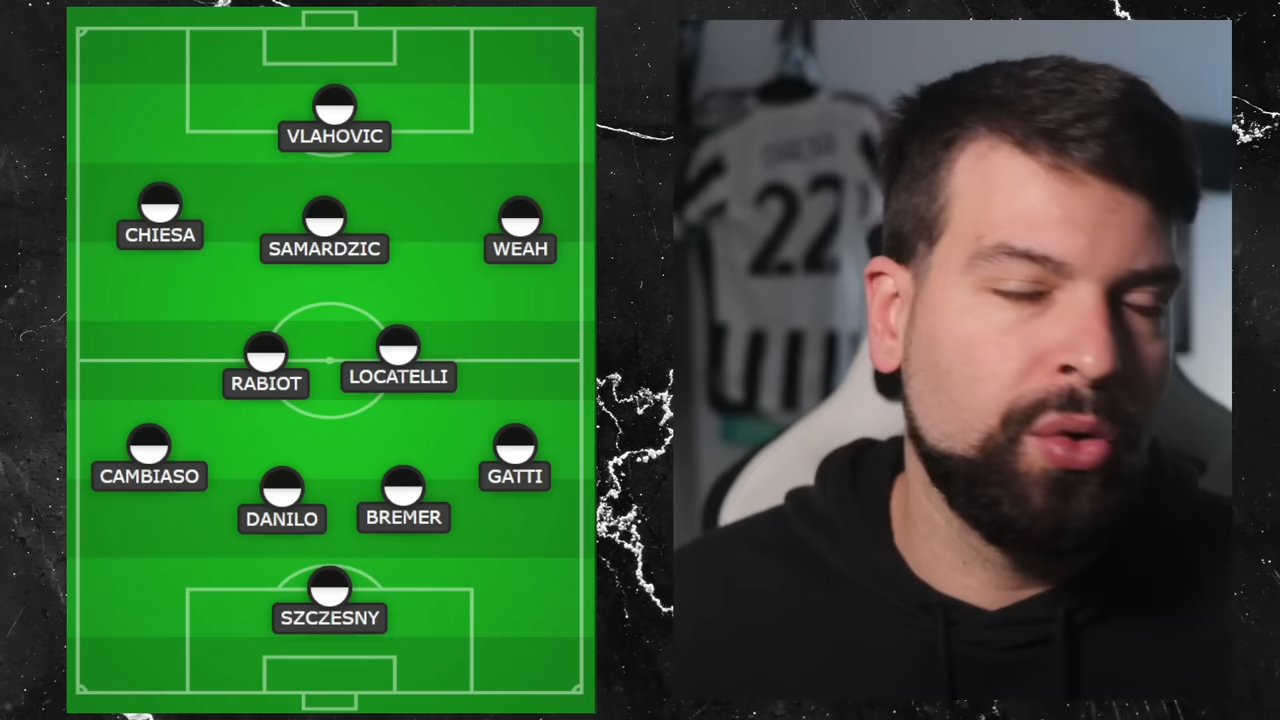 VLAHOVIC
CHIESA
SAMARDZIC
WEAH
RABIOT
LOCATELLI
CAMBIASO
GATTI
DANILO
BREMER
SZCZESNY
22